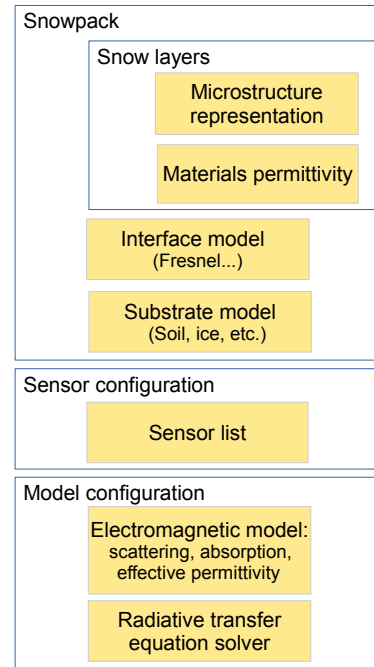 Snowpack
Snow layers
Microstructure
representation
Materials permittivity
Interface model
(Fresnel...)
Substrate model
(Soil, ice, etc.)
Sensor configuration
Sensor list
Model configuration
Electromagnetic model:
scattering, absorption,
effective permittivity
Radiative transfer
equation solver